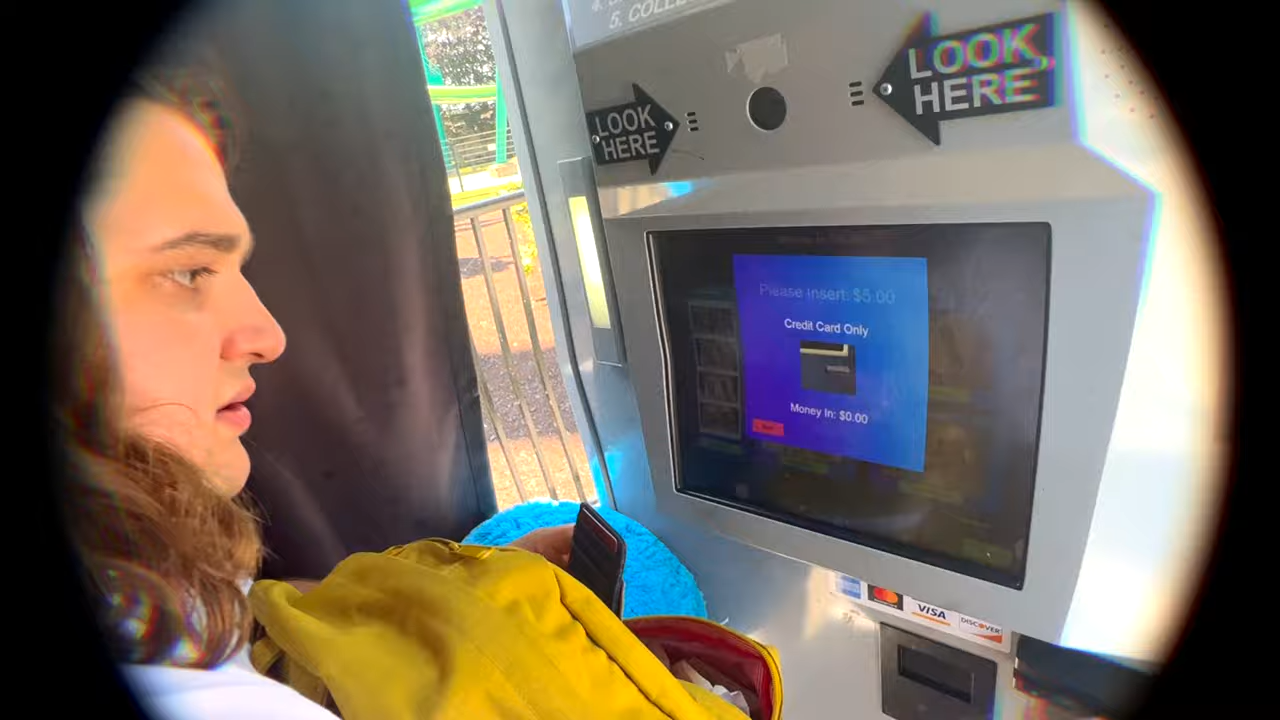 5. COLLE
LOOK
HERE
LOOK
HERE
Please Insert: $5.00
Credit Card Only
Money In: $0.00
VISA
DISCOVER